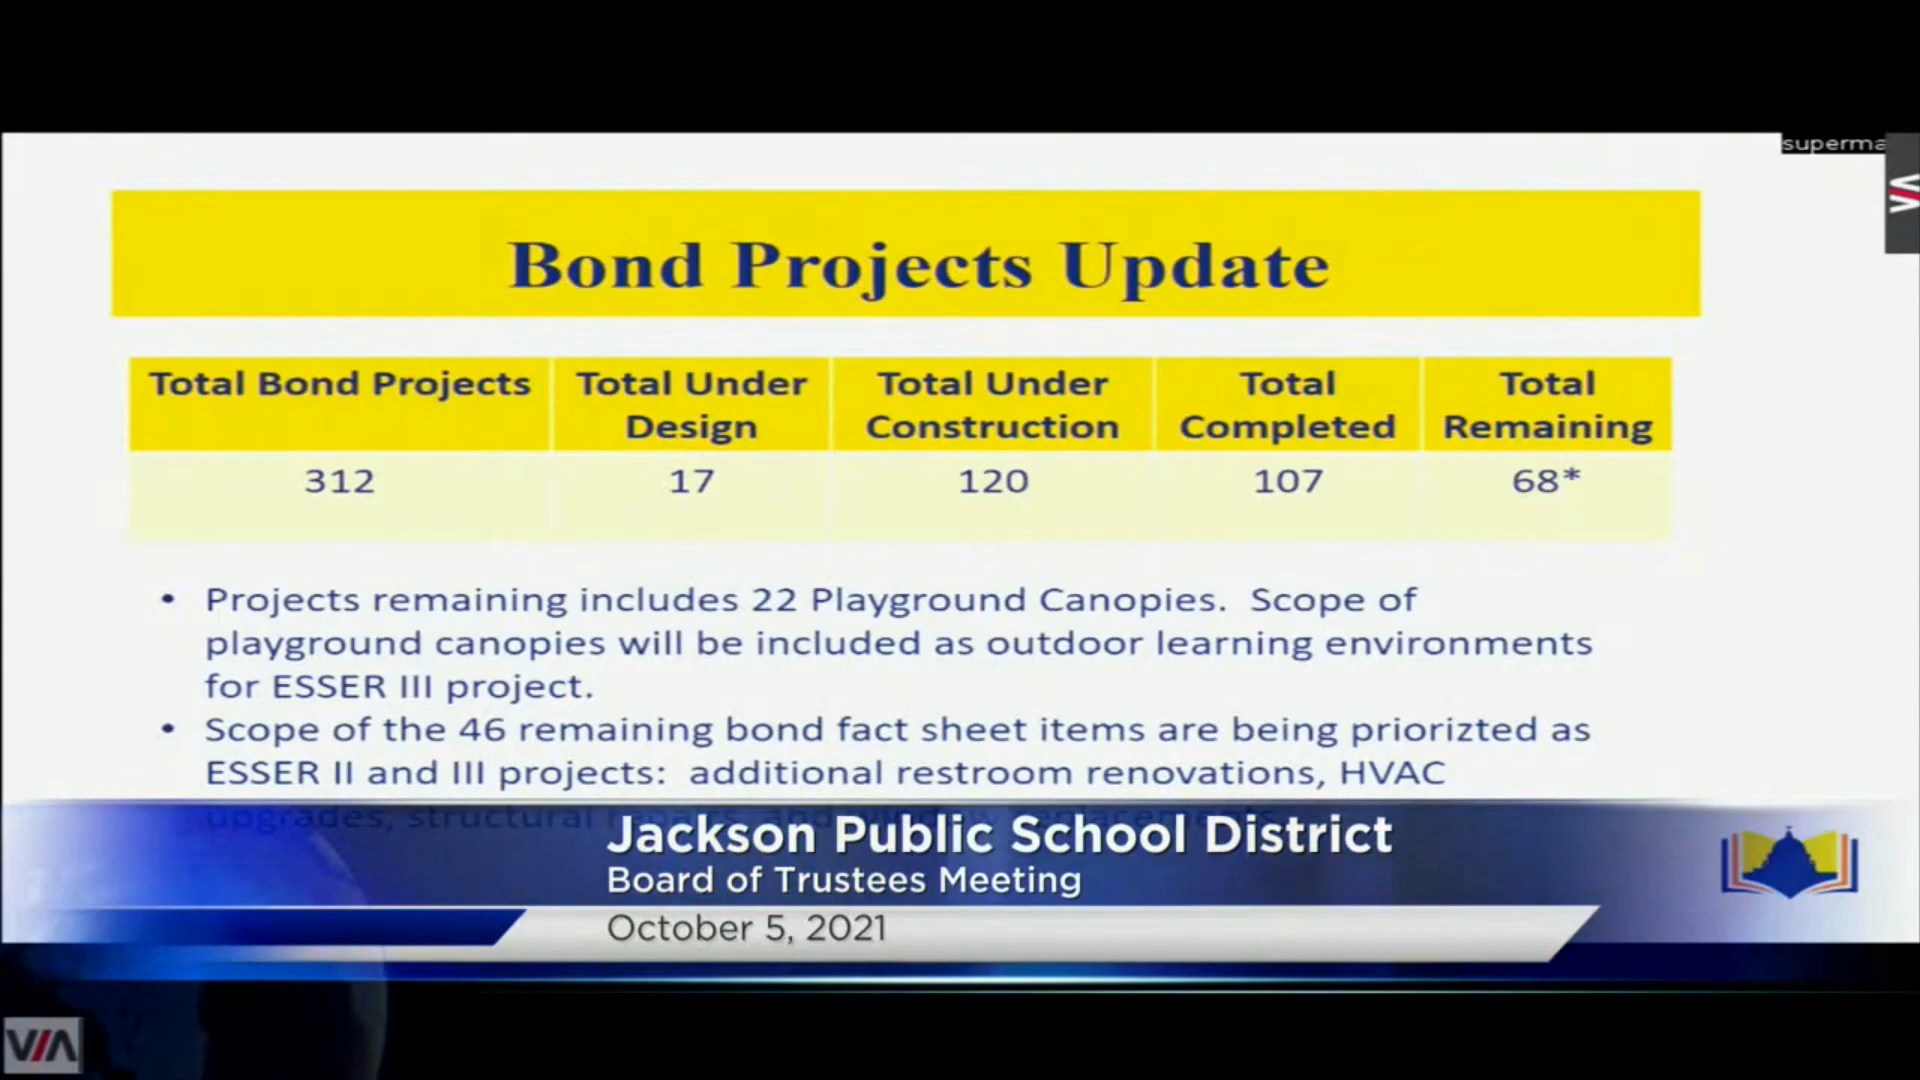 superma
Bond Projects Update
Total Bond Projects
Total Under
Design
Total Under
Construction
Total
Completed
Total
Remaining
312
17
120
107
68*
• Projects remaining includes 22 Playground Canopies. Scope of
playground canopies will be included as outdoor learning environments
for ESSER III project.
• Scope of the 46 remaining bond fact sheet items are being priorizted as
ESSER II and III projects: additional restroom renovations, HVAC
upgrades, structural
Jackson Public School District
Board of Trustees Meeting
October 5, 2021
VIA